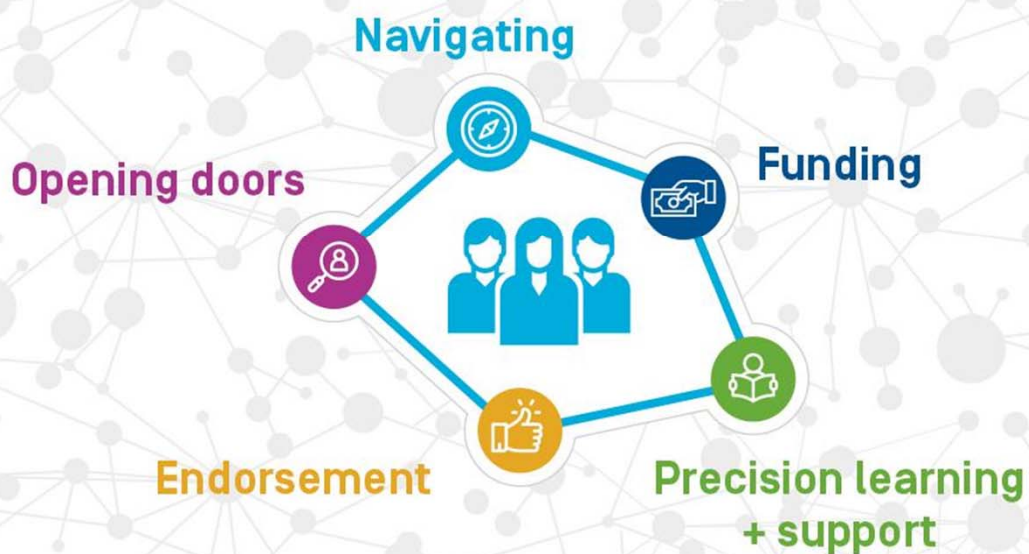 Navigating
Opening doors
Funding
Endorsement
Precision learning
+ support